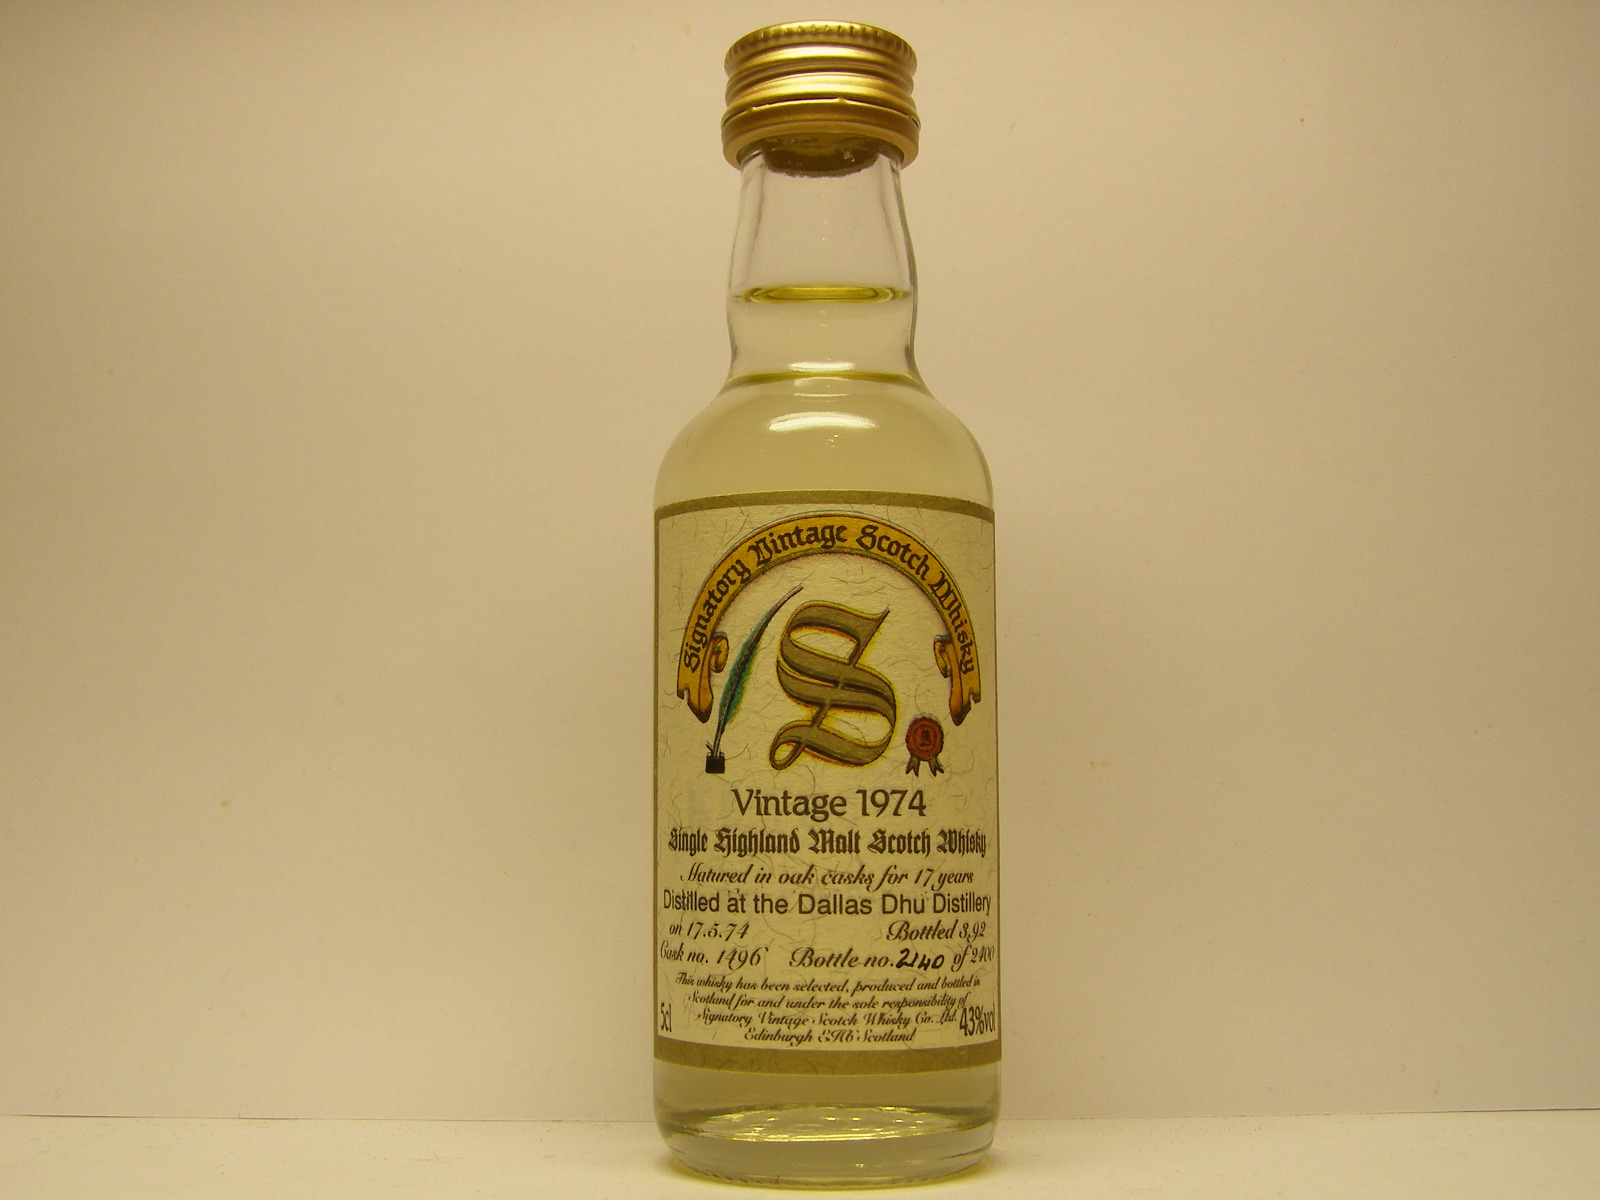 Signatory Vintage Scotch Whisky
S
Vintage 1974
Single Highland Malt Scotch Whisky
Matured in oak casks for 17 years
Distilled at the Dallas Dhu Distillery
on 17.5.74 Bottled 3,92
Cask no. 1496 Bottle no. 2140 of 2400
This whisky has been selected, produced and bottled in
Scotland for and under the sole responsibility of
Signatory Vintage Scotch Whisky Co. Ltd.
Edinburgh EH6 Scotland
5cl 43%vol